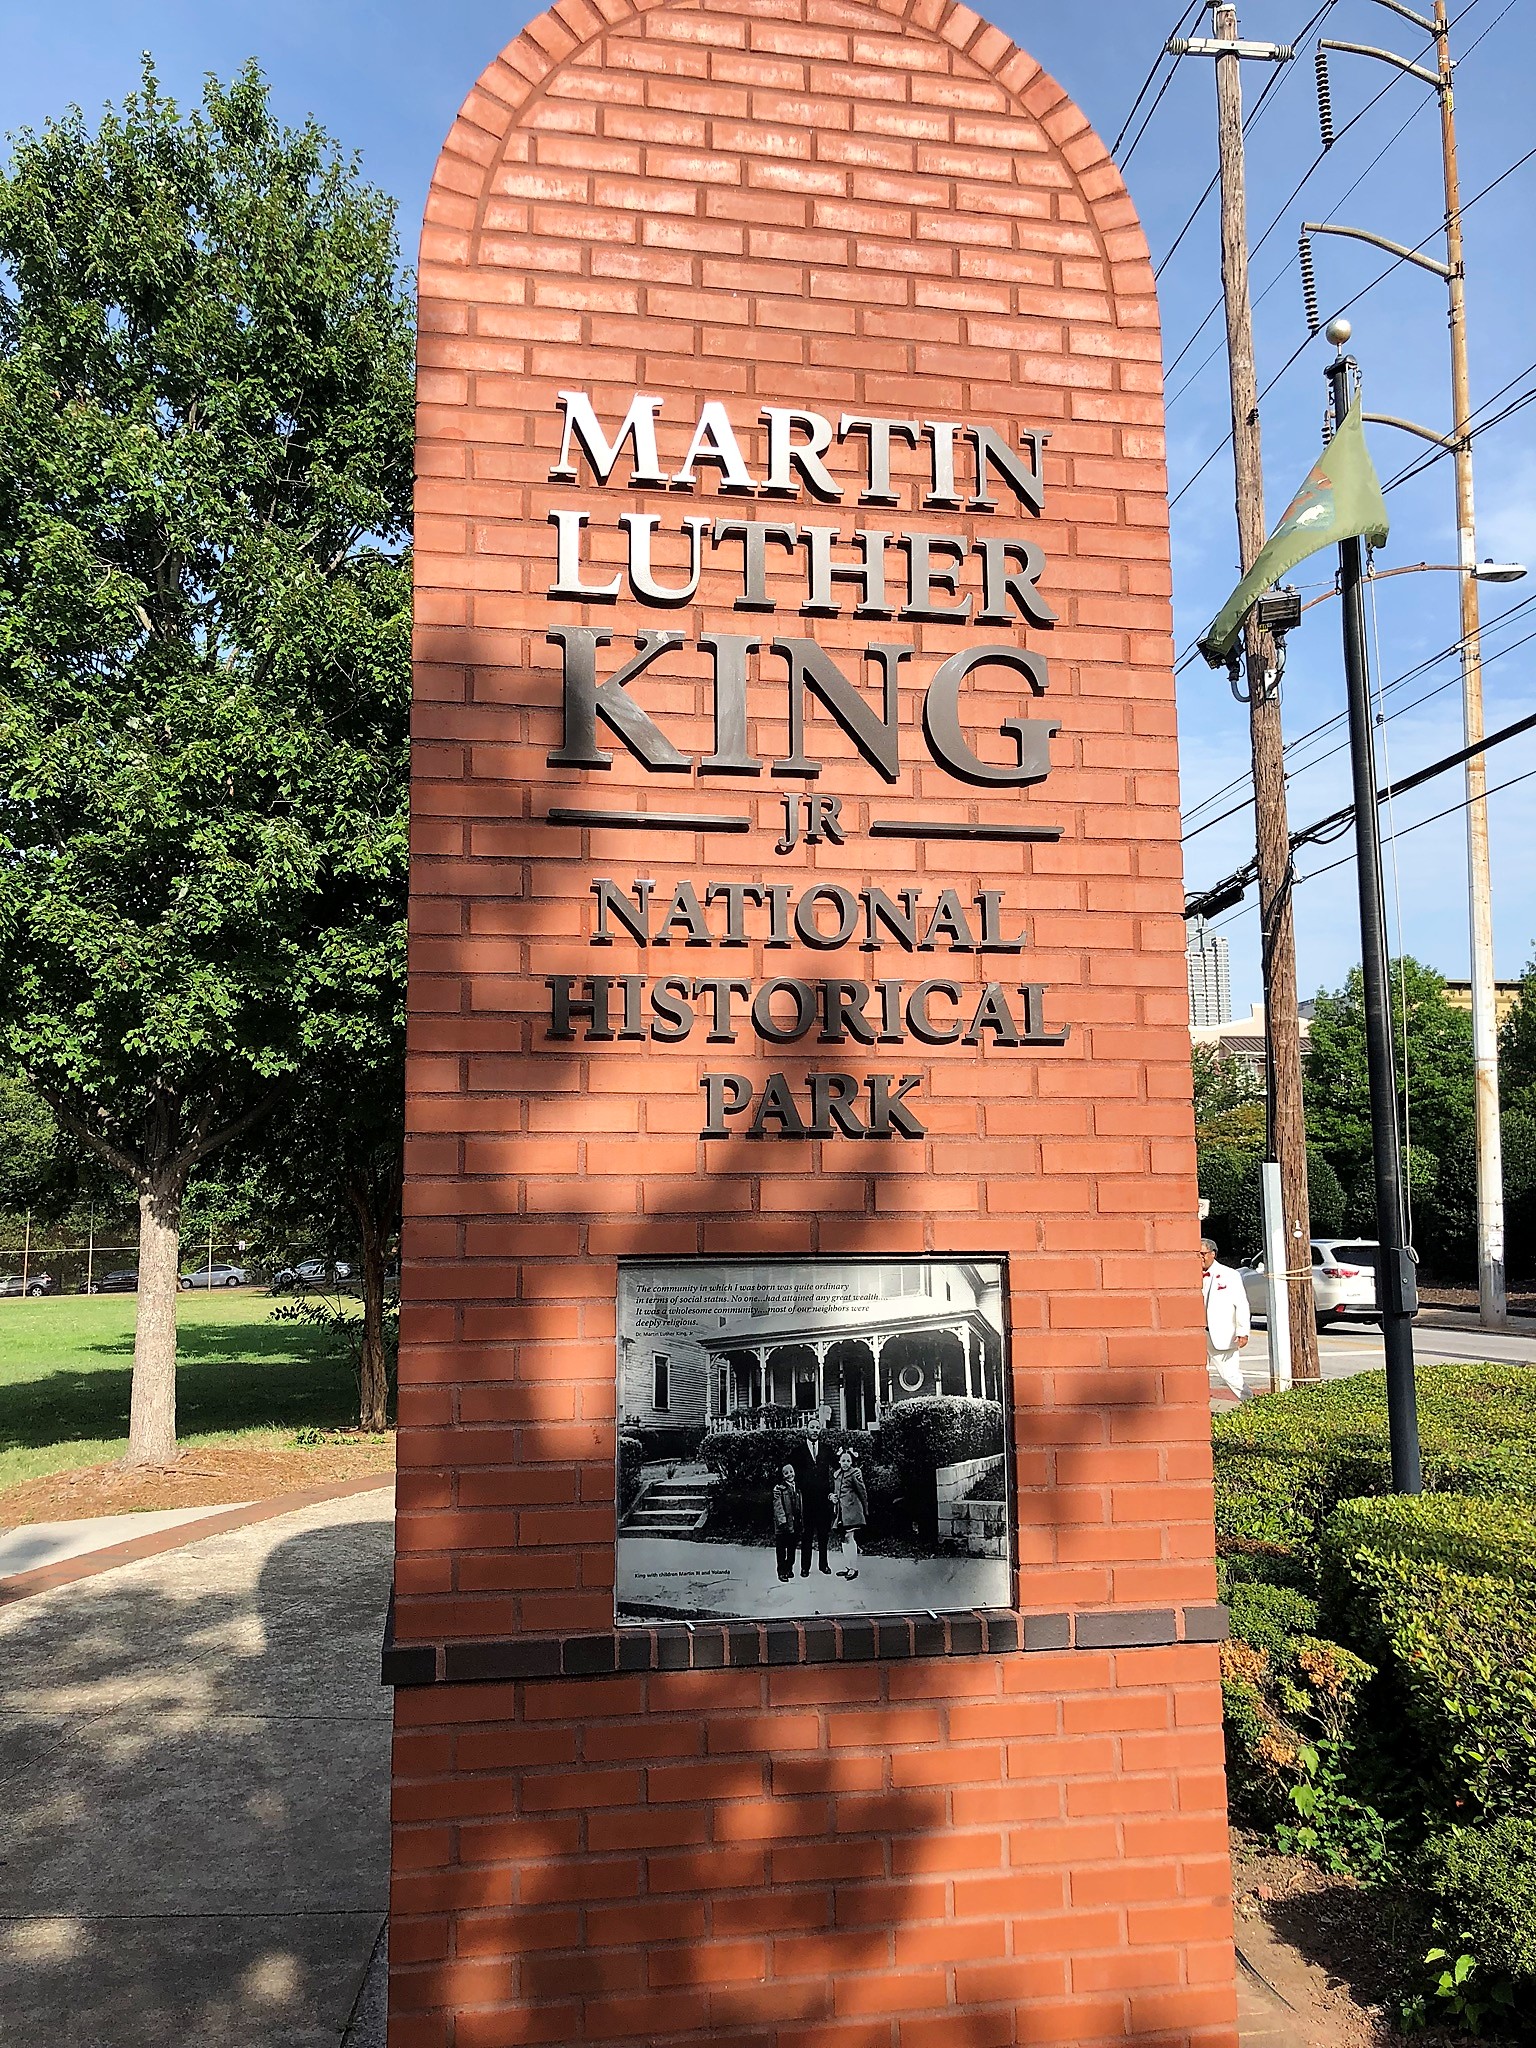 MARTIN
LUTHER
KING
JR
NATIONAL
HISTORICAL
PARK
The community in which I was born was quite ordinary
in terms of social status. No one...had attained any great wealth....
It was a wholesome community....most of our neighbors were
deeply religious.
Dr. Martin Luther King, Jr.
King with children Martin III and Yolanda